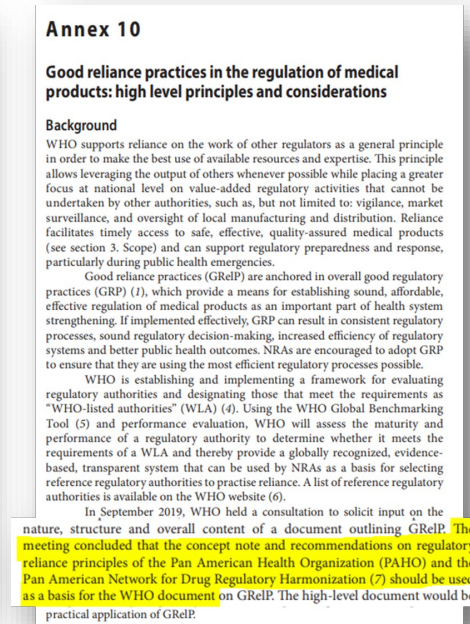 Annex 10
Good reliance practices in the regulation of medical
products: high level principles and considerations
Background
WHO supports reliance on the work of other regulators as a general principle
in order to make the best use of available resources and expertise. This principle
allows leveraging the output of others whenever possible while placing a greater
focus at national level on value-added regulatory activities that cannot be
undertaken by other authorities, such as, but not limited to: vigilance, market
surveillance, and oversight of local manufacturing and distribution. Reliance
facilitates timely access to safe, effective, quality-assured medical products
(see section 3. Scope) and can support regulatory preparedness and response,
particularly during public health emergencies.
Good reliance practices (GRelP) are anchored in overall good regulatory
practices (GRP) (1), which provide a means for establishing sound, affordable,
effective regulation of medical products as an important part of health system
strengthening. If implemented effectively, GRP can result in consistent regulatory
processes, sound regulatory decision-making, increased efficiency of regulatory
systems and better public health outcomes. NRAs are encouraged to adopt GRP
to ensure that they are using the most efficient regulatory processes possible.
WHO is establishing and implementing a framework for evaluating
regulatory authorities and designating those that meet the requirements as
“WHO-listed authorities” (WLA) (4). Using the WHO Global Benchmarking
Tool (5) and performance evaluation, WHO will assess the maturity and
performance of a regulatory authority to determine whether it meets the
requirements of a WLA and thereby provide a globally recognized, evidence-
based, transparent system that can be used by NRAs as a basis for selecting
reference regulatory authorities to practise reliance. A list of reference regulatory
authorities is available on the WHO website (6).
In September 2019, WHO held a consultation to solicit input on the
nature, structure and overall content of a document outlining GRelP. The
meeting concluded that the concept note and recommendations on regulatory
reliance principles of the Pan American Health Organization (PAHO) and the
Pan American Network for Drug Regulatory Harmonization (7) should be used
as a basis for the WHO document on GRelP. The high-level document would be
practical application of GRelP.